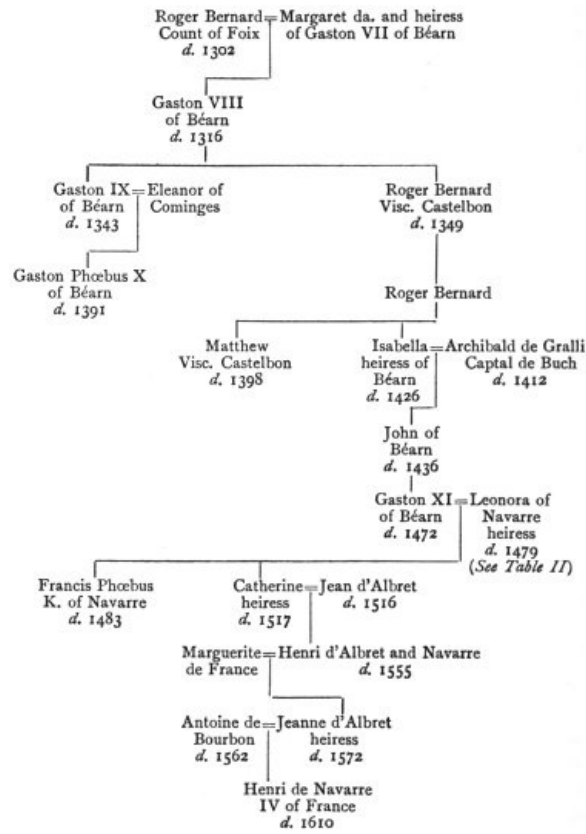 Roger Bernard = Margaret da. and heiress
Count of Foix of Gaston VII of Béarn
d. 1302
Gaston VIII
of Béarn
d. 1316
Gaston IX = Eleanor of
of Béarn Cominges
d. 1343
Roger Bernard
Visc. Castelbon
d. 1349
Gaston Phœbus X
of Béarn
d. 1391
Roger Bernard
Matthew
Visc. Castelbon
d. 1398
Isabella = Archibald de Gralli
heiress of Captal de Buch
Béarn d. 1412
d. 1426
John of
Béarn
d. 1436
Gaston XI = Leonora of
of Béarn Navarre
d. 1472 heiress
d. 1479
(See Table II)
Francis Phœbus
K. of Navarre
d. 1483
Catherine = Jean d'Albret
heiress d. 1516
d. 1517
Marguerite = Henri d'Albret and Navarre
de France d. 1555
Antoine de = Jeanne d'Albret
Bourbon heiress
d. 1562 d. 1572
Henri de Navarre
IV of France
d. 1610